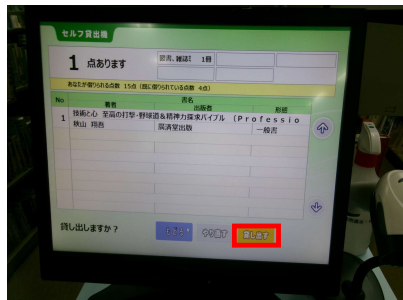 セルフ貸出機
1 点あります
図書、雑誌: 1冊
あなたが借りられる点数 15点 (既に借りられている点数 4点)
No 書名
著者 出版者 形態
1 技術と心 至高の打撃-野球道&精神力探求バイブル (Professio
秋山 翔吾 廣済堂出版 一般書
貸し出しますか?
やり直す 貸し出す